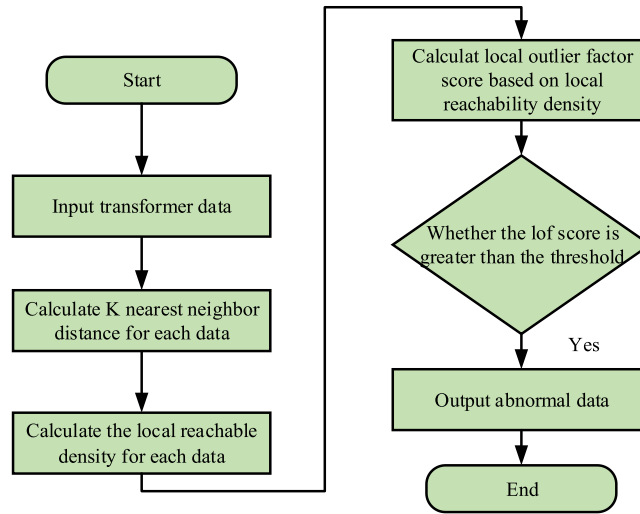 Start
Input transformer data
Calculate K nearest neighbor
distance for each data
Calculate the local reachable
density for each data
Calculat local outlier factor
score based on local
reachability density
Whether the lof score is
greater than the threshold
Yes
Output abnormal data
End